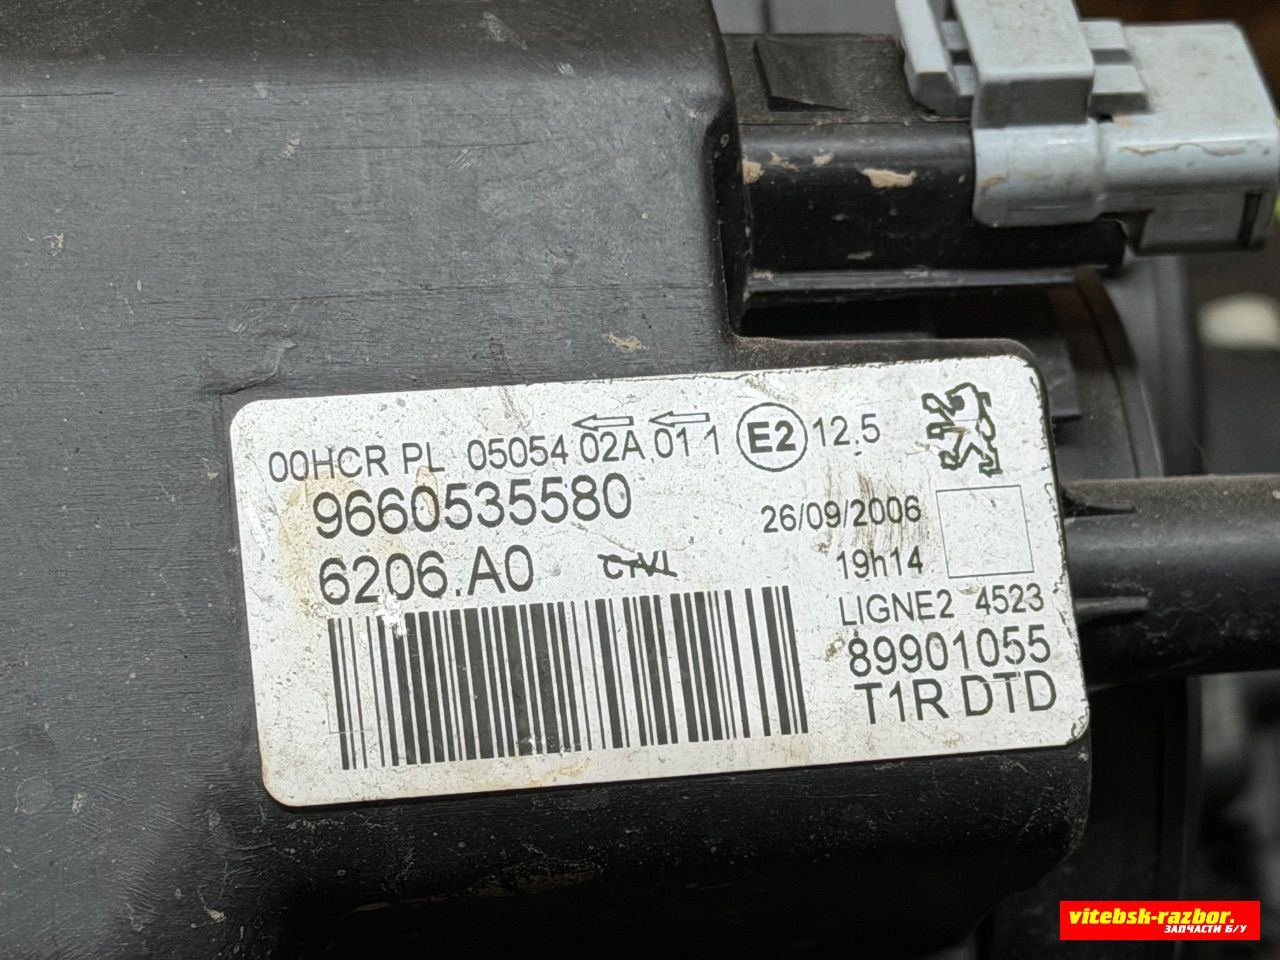 00HCR PL 05054 02A 01 1 E2 12.5
9660535580
26/09/2006
6206.A0
19h14
LIGNE2 4523
89901055
T1R DTD
vitebsk-razbor.
ЗАПЧАСТИ Б/У